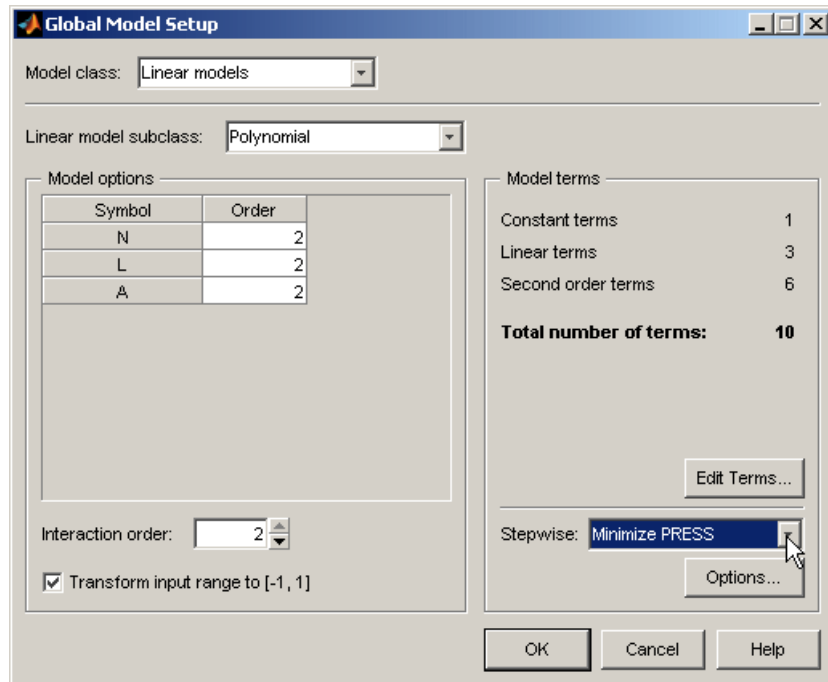 Global Model Setup
Model class: Linear models
Linear model subclass: Polynomial
Model options
Symbol Order
N 2
L 2
A 2
Interaction order: 2
Transform input range to [-1, 1]
Model terms
Constant terms 1
Linear terms 3
Second order terms 6
Total number of terms: 10
Edit Terms...
Stepwise: Minimize PRESS
Options...
OK Cancel Help